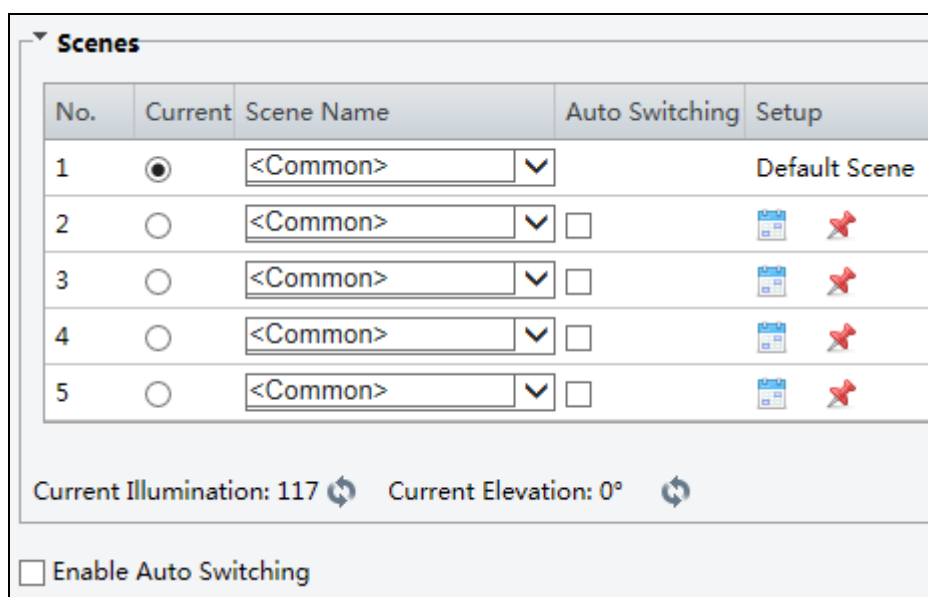 Scenes
No. Current Scene Name Auto Switching Setup
1 <Common> Default Scene
2 <Common>
3 <Common>
4 <Common>
5 <Common>
Current Illumination: 117 Current Elevation: 0°
Enable Auto Switching